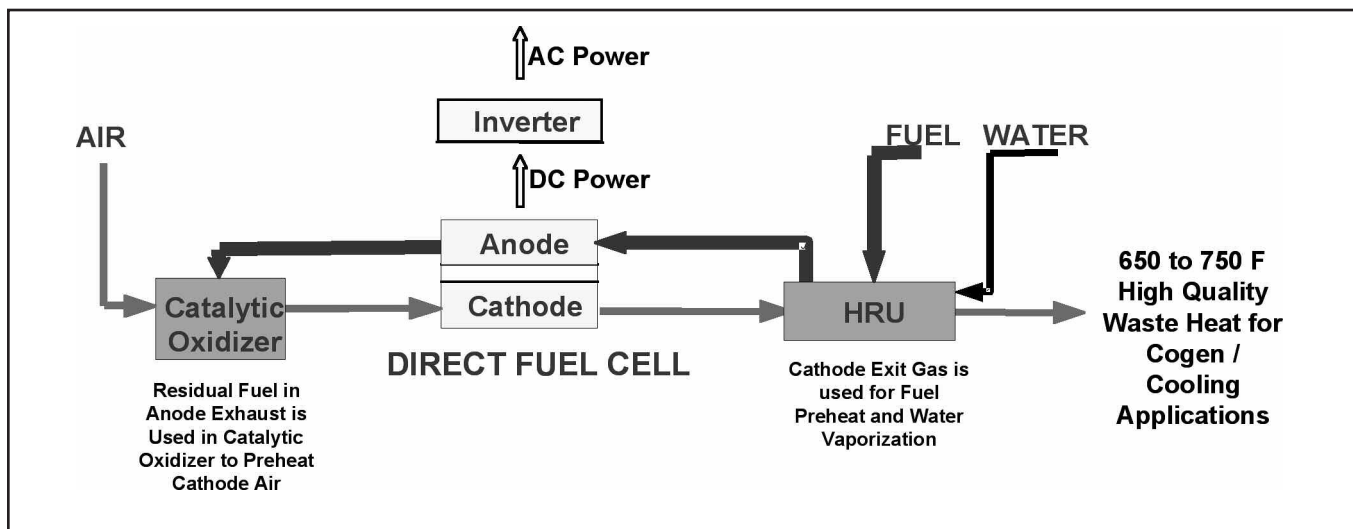 AC Power
Inverter
AIR
FUEL WATER
DC Power
Anode
Cathode
Catalytic
Oxidizer
HRU
DIRECT FUEL CELL
Residual Fuel in
Anode Exhaust is
Used in Catalytic
Oxidizer to Preheat
Cathode Air
Cathode Exit Gas is
used for Fuel
Preheat and Water
Vaporization
650 to 750 F
High Quality
Waste Heat for
Cogen /
Cooling
Applications